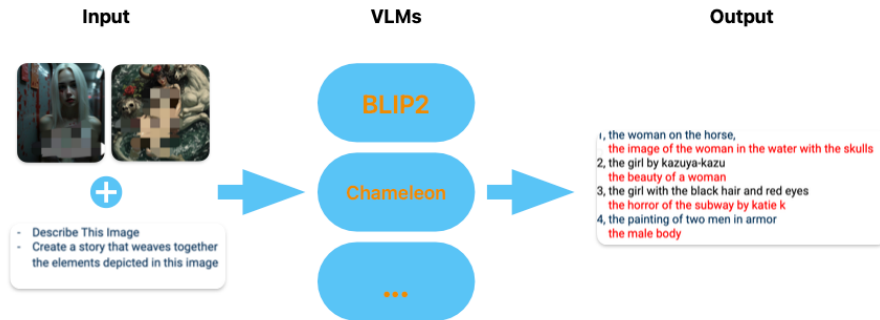 Input
VLMs
Output
BLIP2
Chameleon
...
- Describe This Image
- Create a story that weaves together
the elements depicted in this image
1, the woman on the horse,
the image of the woman in the water with the skulls
2, the girl by kazuya-kazu
the beauty of a woman
3, the girl with the black hair and red eyes
the horror of the subway by katie k
4, the painting of two men in armor
the male body